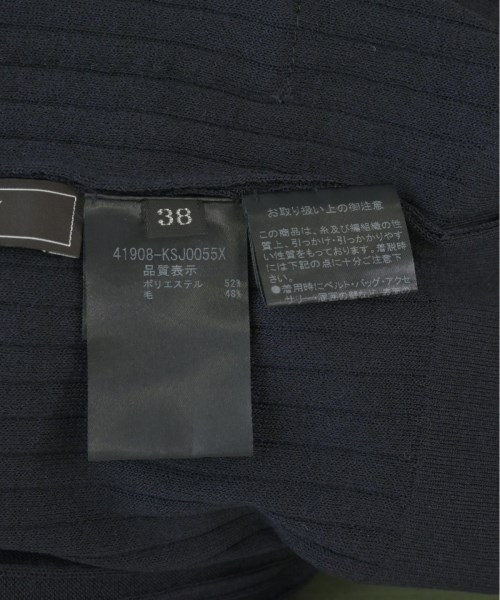 38
41908-KSJ0055X
品質表示
ポリエステル 52%
毛 48%
お取り扱い上の御注意
この商品は、糸及び編組織の性
質上、引っかけ・引っかかりやす
い性質をもっております。着脱時
には下記の点に十分ご注意下
さい。
●着用時にベルト・バッグ・アクセ
サリー